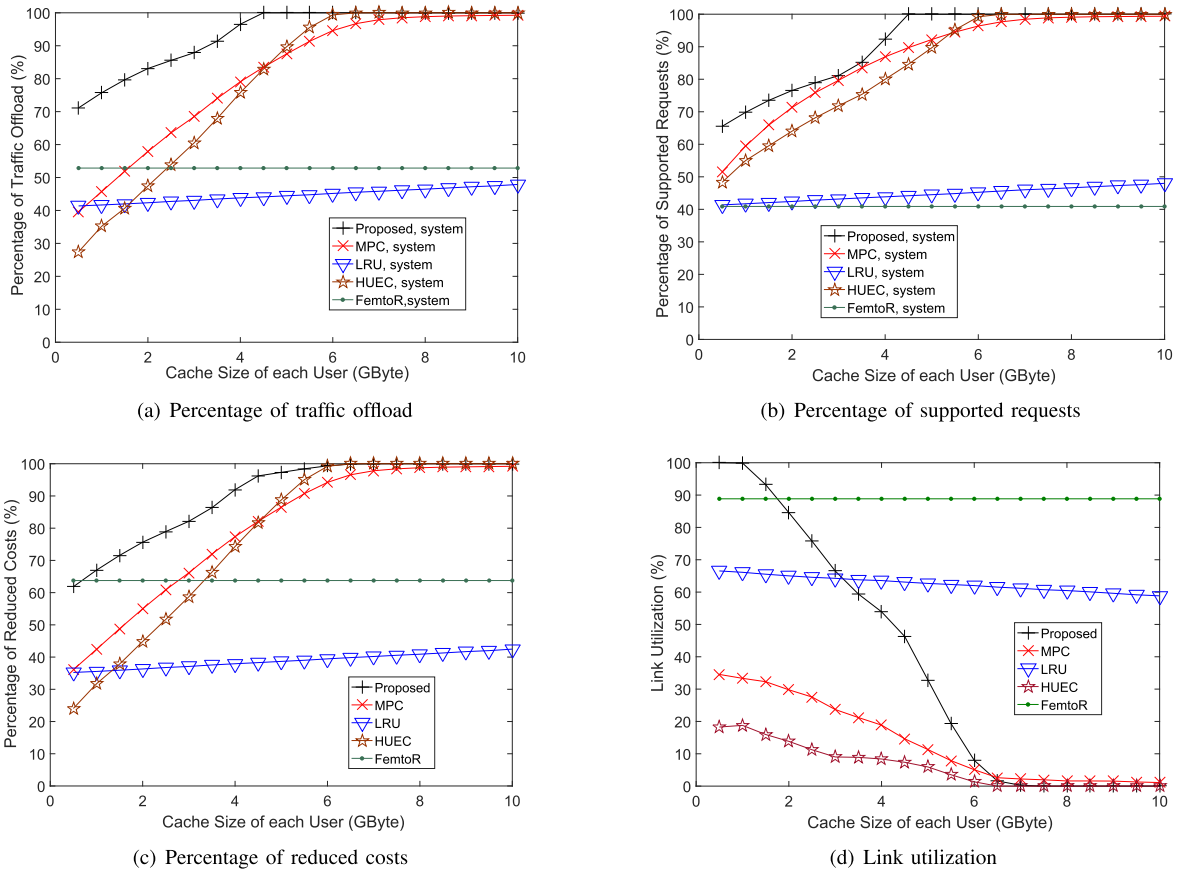 Percentage of Traffic Offload (%)
100
90
80
70
60
50
40
30
20
10
0
Proposed, system
MPC, system
LRU, system
HUEC, system
FemtoR,system
0 2 4 6 8 10
Cache Size of each User (GByte)
(a) Percentage of traffic offload
Percentage of Supported Requests (%)
100
90
80
70
60
50
40
30
20
10
0
Proposed, system
MPC, system
LRU, system
HUEC, system
FemtoR, system
0 2 4 6 8 10
Cache Size of each User (GByte)
(b) Percentage of supported requests
Percentage of Reduced Costs (%)
100
90
80
70
60
50
40
30
20
10
0
Proposed
MPC
LRU
HUEC
FemtoR
0 2 4 6 8 10
Cache Size of each User (GByte)
(c) Percentage of reduced costs
Link Utilization (%)
100
90
80
70
60
50
40
30
20
10
0
Proposed
MPC
LRU
HUEC
FemtoR
0 2 4 6 8 10
Cache Size of each User (GByte)
(d) Link utilization